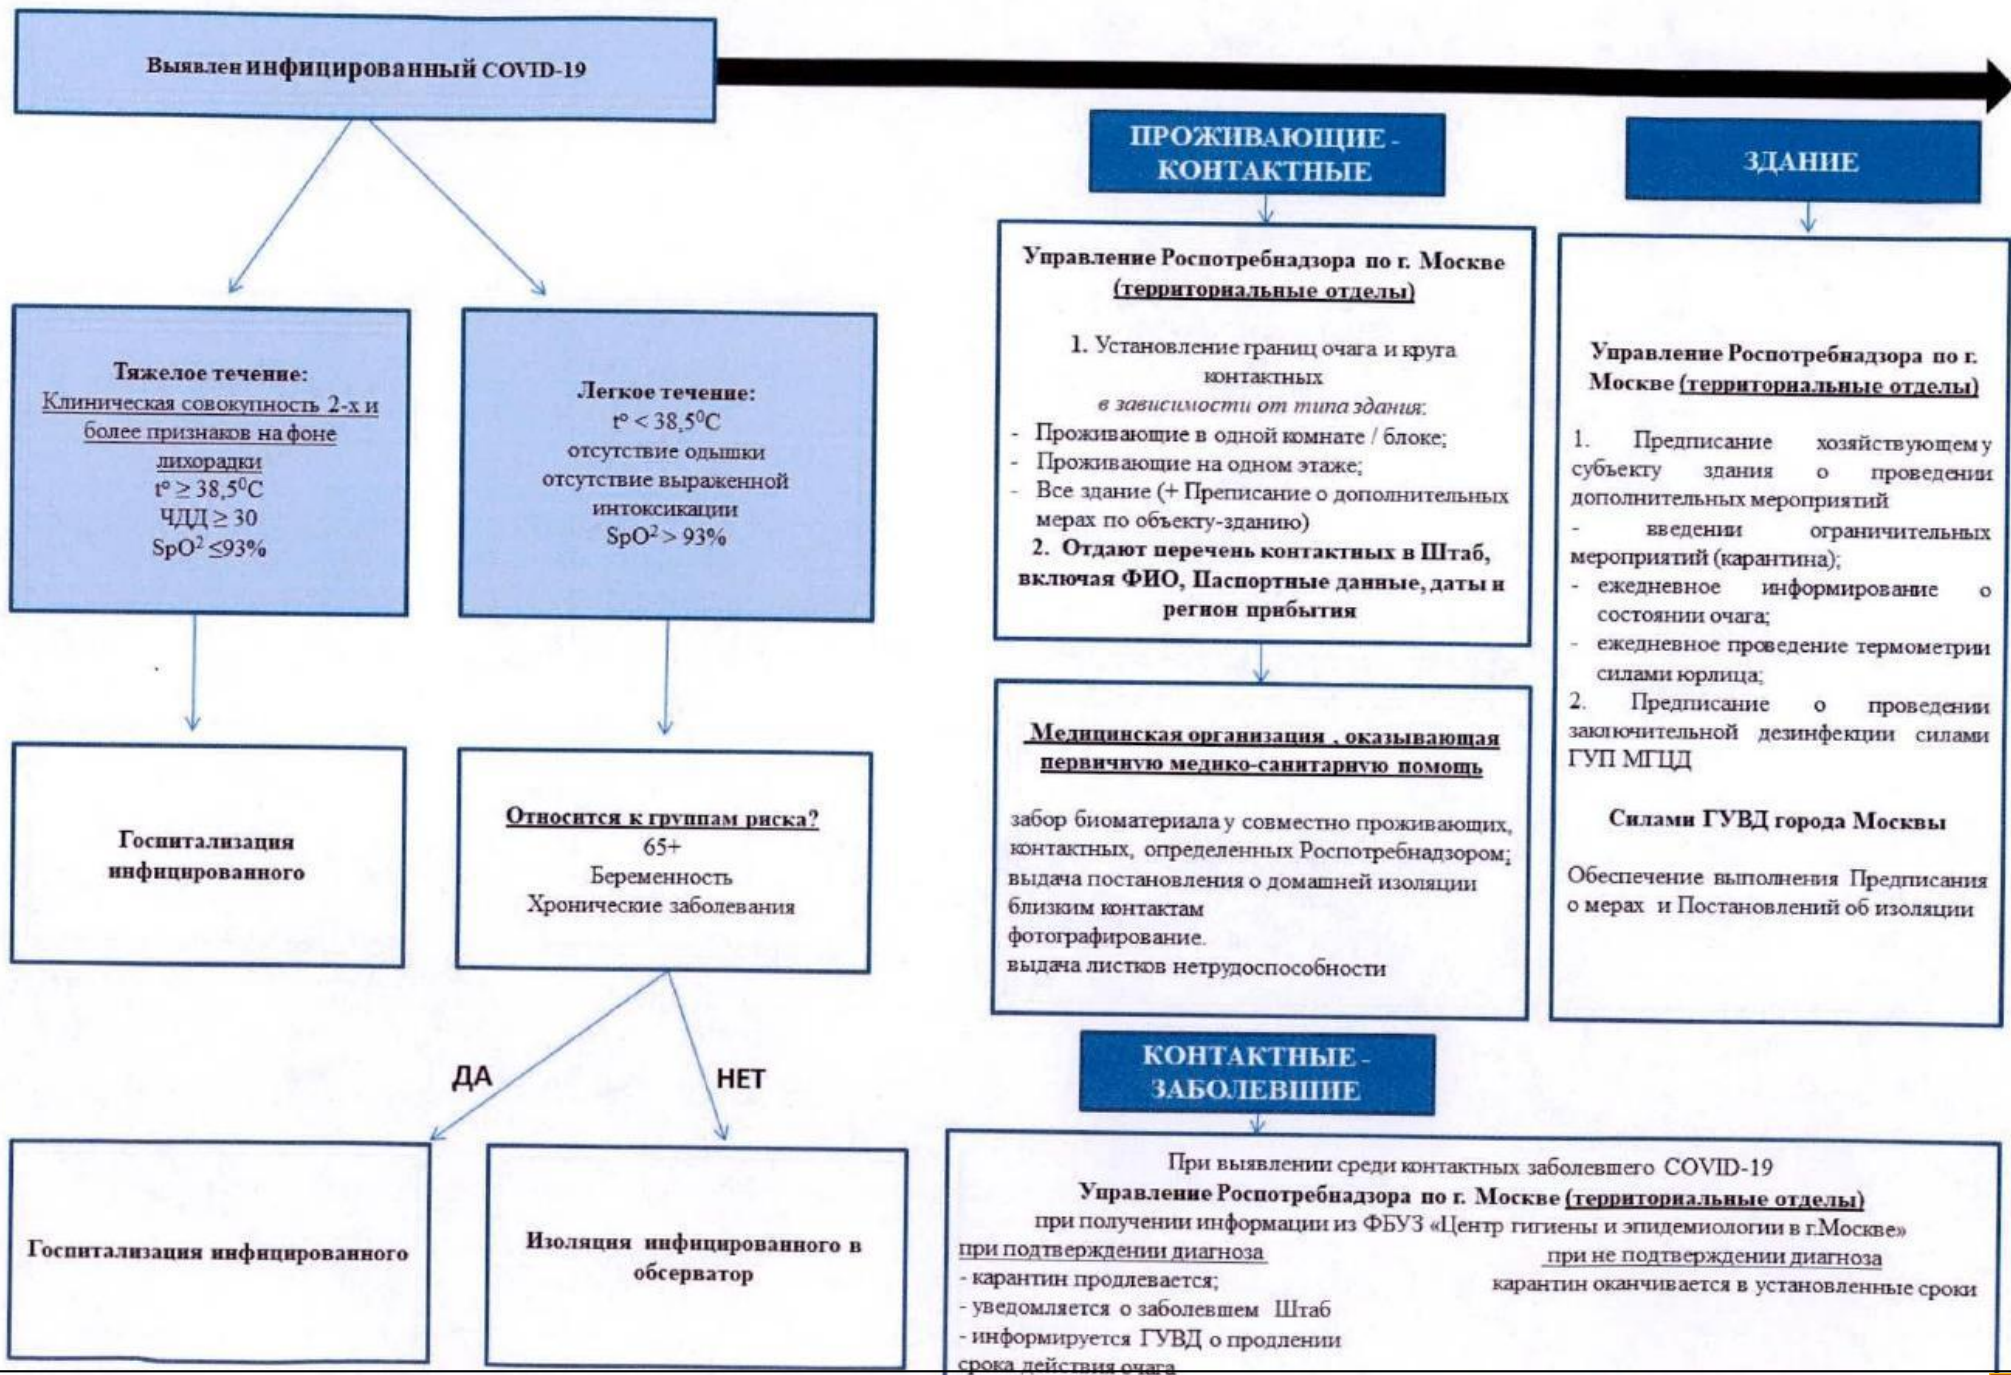 Выявлен инфицированный COVID-19
Тяжелое течение:
Клиническая совокупность 2-х и
более признаков на фоне
лихорадки
tº ≥ 38,5⁰C
ЧДД ≥ 30
SpO² ≤93%
Легкое течение:
tº < 38,5⁰C
отсутствие одышки
отсутствие выраженной
интоксикации
SpO² > 93%
Госпитализация
инфицированного
Относится к группам риска?
65+
Беременность
Хронические заболевания
ДА
НЕТ
Госпитализация инфицированного
Изоляция инфицированного в
обсерватор
ПРОЖИВАЮЩИЕ -
КОНТАКТНЫЕ
Управление Роспотребнадзора по г. Москве
(территориальные отделы)
1. Установление границ очага и круга
контактных
в зависимости от типа здания:
- Проживающие в одной комнате / блоке;
- Проживающие на одном этаже;
- Все здание (+ Преписание о дополнительных
мерах по объекту-зданию)
2. Отдают перечень контактных в Штаб,
включая ФИО, Паспортные данные, даты и
регион прибытия
Медицинская организация , оказывающая
первичную медико-санитарную помощь
забор биоматериала у совместно проживающих,
контактных, определенных Роспотребнадзором;
выдача постановления о домашней изоляции
близким контактам
фотографирование.
выдача листков нетрудоспособности
ЗДАНИЕ
Управление Роспотребнадзора по г.
Москве (территориальные отделы)
1. Предписание хозяйствующему
субъекту здания о проведении
дополнительных мероприятий
- введении ограничительных
мероприятий (карантина);
- ежедневное информирование о
состоянии очага;
- ежедневное проведение термометрии
силами юрлица;
2. Предписание о проведении
заключительной дезинфекции силами
ГУП МГЦД
Силами ГУВД города Москвы
Обеспечение выполнения Предписания
о мерах и Постановлений об изоляции
КОНТАКТНЫЕ -
ЗАБОЛЕВШИЕ
При выявлении среди контактных заболевшего COVID-19
Управление Роспотребнадзора по г. Москве (территориальные отделы)
при получении информации из ФБУЗ «Центр гигиены и эпидемиологии в г.Москве»
при подтверждении диагноза
- карантин продлевается;
- уведомляется о заболевшем Штаб
- информируется ГУВД о продлении
срока действия очага
при не подтверждении диагноза
карантин оканчивается в установленные сроки